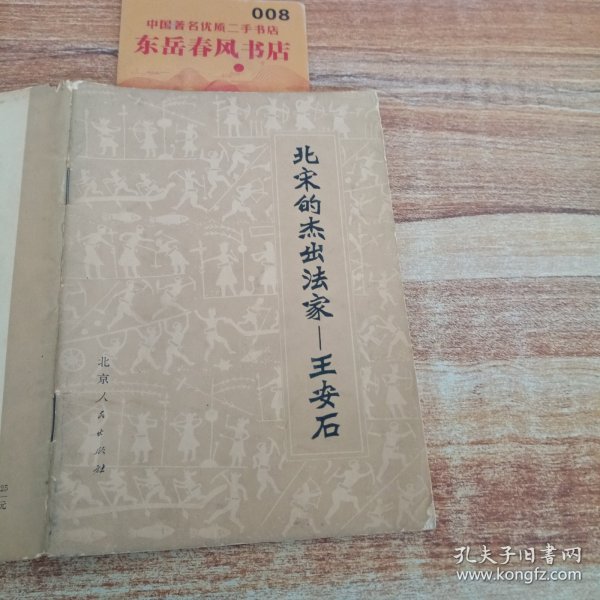 008
中国著名优质二手书店
东岳春风书店
北宋的杰出法家—王安石
北京人民出版社
25
元
孔夫子旧书网
www.kongfz.com